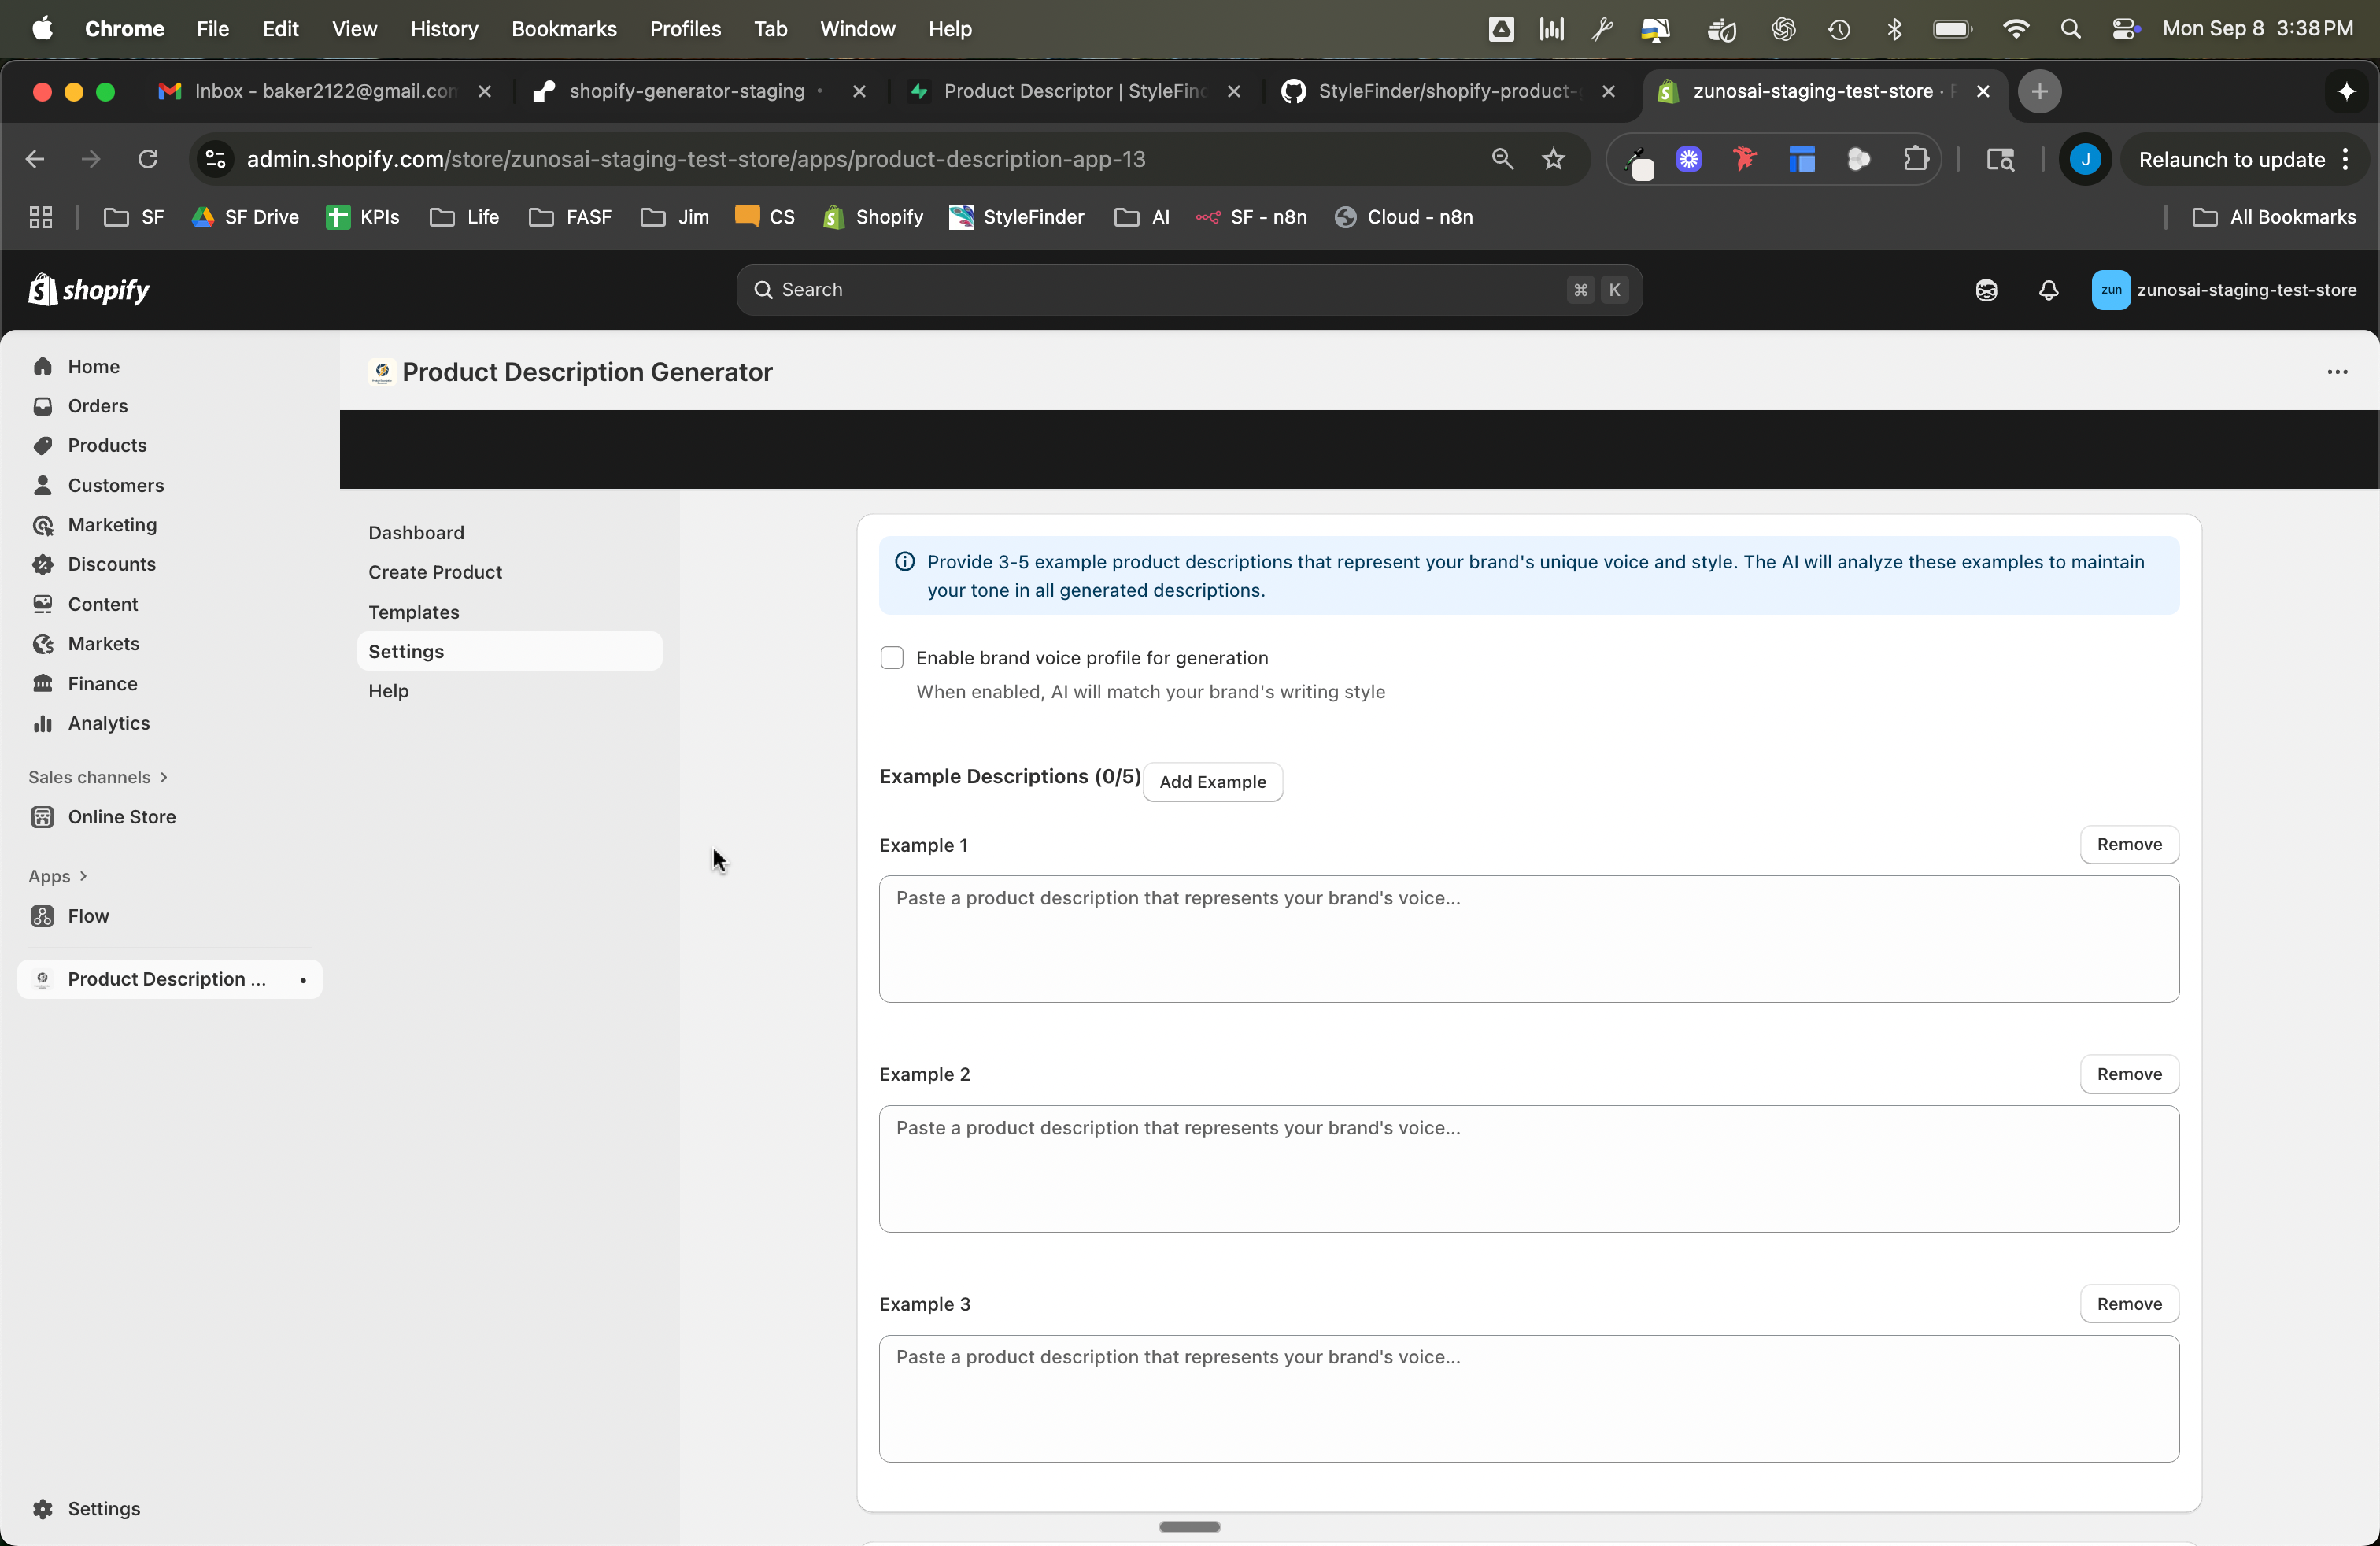 Chrome File Edit View History Bookmarks Profiles Tab Window Help Mon Sep 8 3:38 PM
Inbox - baker2122@gmail.com shopify-generator-staging Product Descriptor | StyleFin StyleFinder/shopify-product- zunosai-staging-test-store ·
admin.shopify.com/store/zunosai-staging-test-store/apps/product-description-app-13 J Relaunch to update
SF SF Drive KPIs Life FASF Jim CS Shopify StyleFinder AI SF - n8n Cloud - n8n All Bookmarks
shopify Search ⌘ K zun zunosai-staging-test-store
Home
Orders
Products
Customers
Marketing
Discounts
Content
Markets
Finance
Analytics
Sales channels
Online Store
Apps
Flow
Product Description ...
Settings
Product Description Generator
Dashboard
Create Product
Templates
Settings
Help
Provide 3-5 example product descriptions that represent your brand's unique voice and style. The AI will analyze these examples to maintain
your tone in all generated descriptions.
Enable brand voice profile for generation
When enabled, AI will match your brand's writing style
Example Descriptions (0/5) Add Example
Example 1 Remove
Paste a product description that represents your brand's voice...
Example 2 Remove
Paste a product description that represents your brand's voice...
Example 3 Remove
Paste a product description that represents your brand's voice...